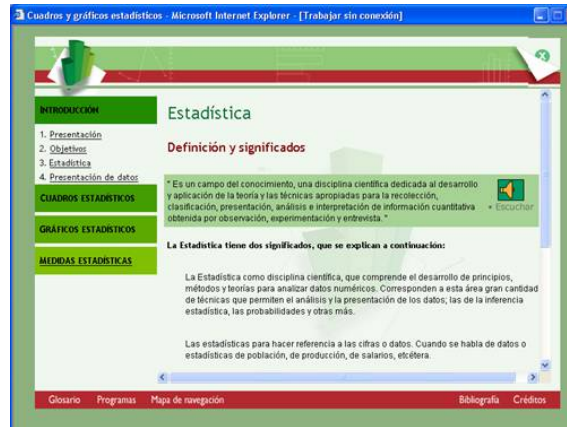 Cuadros y gráficos estadísticos - Microsoft Internet Explorer - [Trabajar sin conexión]
INTRODUCCIÓN
1. Presentación
2. Objetivos
3. Estadística
4. Presentación de datos
CUADROS ESTADÍSTICOS
GRÁFICOS ESTADÍSTICOS
MEDIDAS ESTADÍSTICAS
Estadística
Definición y significados
" Es un campo del conocimiento, una disciplina científica dedicada al desarrollo
y aplicación de la teoría y las técnicas apropiadas para la recolección,
clasificación, presentación, análisis e interpretación de información cuantitativa
obtenida por observación, experimentación y entrevista. "
Escuchar
La Estadística tiene dos significados, que se explican a continuación:
La Estadística como disciplina científica, que comprende el desarrollo de principios,
métodos y teorías para analizar datos numéricos. Corresponden a esta área gran cantidad
de técnicas que permiten el análisis y la presentación de los datos; las de la inferencia
estadística, las probabilidades y otras más.
Las estadísticas para hacer referencia a las cifras o datos. Cuando se habla de datos o
estadísticas de población, de producción, de salarios, etcétera.
Glosario Programas Mapa de navegación Bibliografía Créditos